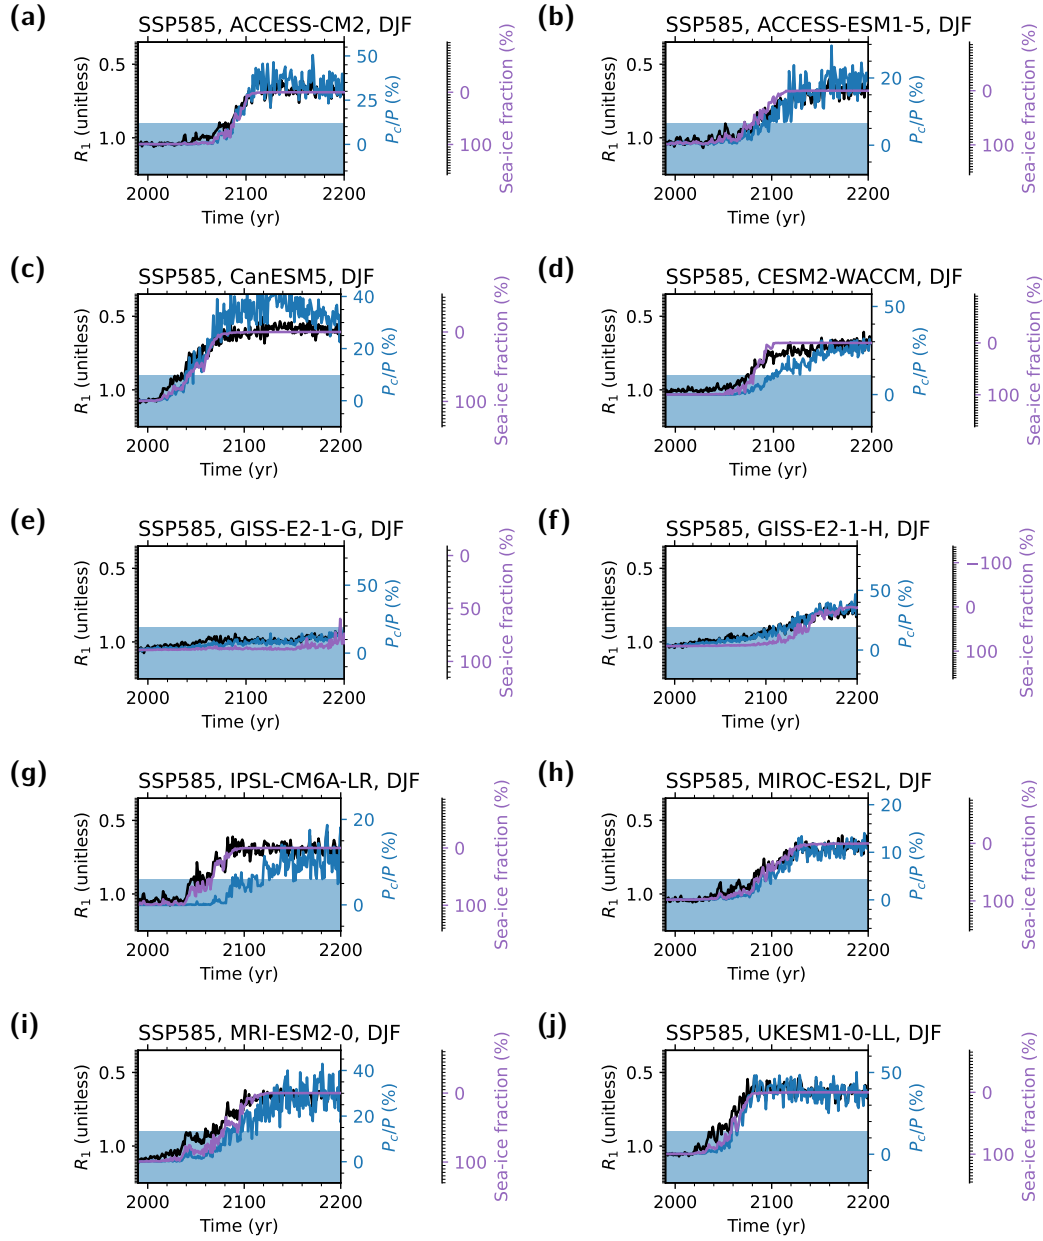 (a)
SSP585, ACCESS-CM2, DJF
R1 (unitless)
0.5
1.0
2000 2100 2200
Time (yr)
50
25
0
Pc/P (%)
0
100
Sea-ice fraction (%)
(b)
SSP585, ACCESS-ESM1-5, DJF
R1 (unitless)
0.5
1.0
2000 2100 2200
Time (yr)
20
0
Pc/P (%)
0
100
Sea-ice fraction (%)
(c)
SSP585, CanESM5, DJF
R1 (unitless)
0.5
1.0
2000 2100 2200
Time (yr)
40
20
0
Pc/P (%)
0
100
Sea-ice fraction (%)
(d)
SSP585, CESM2-WACCM, DJF
R1 (unitless)
0.5
1.0
2000 2100 2200
Time (yr)
50
0
Pc/P (%)
0
100
Sea-ice fraction (%)
(e)
SSP585, GISS-E2-1-G, DJF
R1 (unitless)
0.5
1.0
2000 2100 2200
Time (yr)
50
0
Pc/P (%)
0
50
100
Sea-ice fraction (%)
(f)
SSP585, GISS-E2-1-H, DJF
R1 (unitless)
0.5
1.0
2000 2100 2200
Time (yr)
50
0
Pc/P (%)
−100
0
100
Sea-ice fraction (%)
(g)
SSP585, IPSL-CM6A-LR, DJF
R1 (unitless)
0.5
1.0
2000 2100 2200
Time (yr)
20
0
Pc/P (%)
0
100
Sea-ice fraction (%)
(h)
SSP585, MIROC-ES2L, DJF
R1 (unitless)
0.5
1.0
2000 2100 2200
Time (yr)
20
10
0
Pc/P (%)
0
100
Sea-ice fraction (%)
(i)
SSP585, MRI-ESM2-0, DJF
R1 (unitless)
0.5
1.0
2000 2100 2200
Time (yr)
40
20
0
Pc/P (%)
0
100
Sea-ice fraction (%)
(j)
SSP585, UKESM1-0-LL, DJF
R1 (unitless)
0.5
1.0
2000 2100 2200
Time (yr)
50
0
Pc/P (%)
0
100
Sea-ice fraction (%)